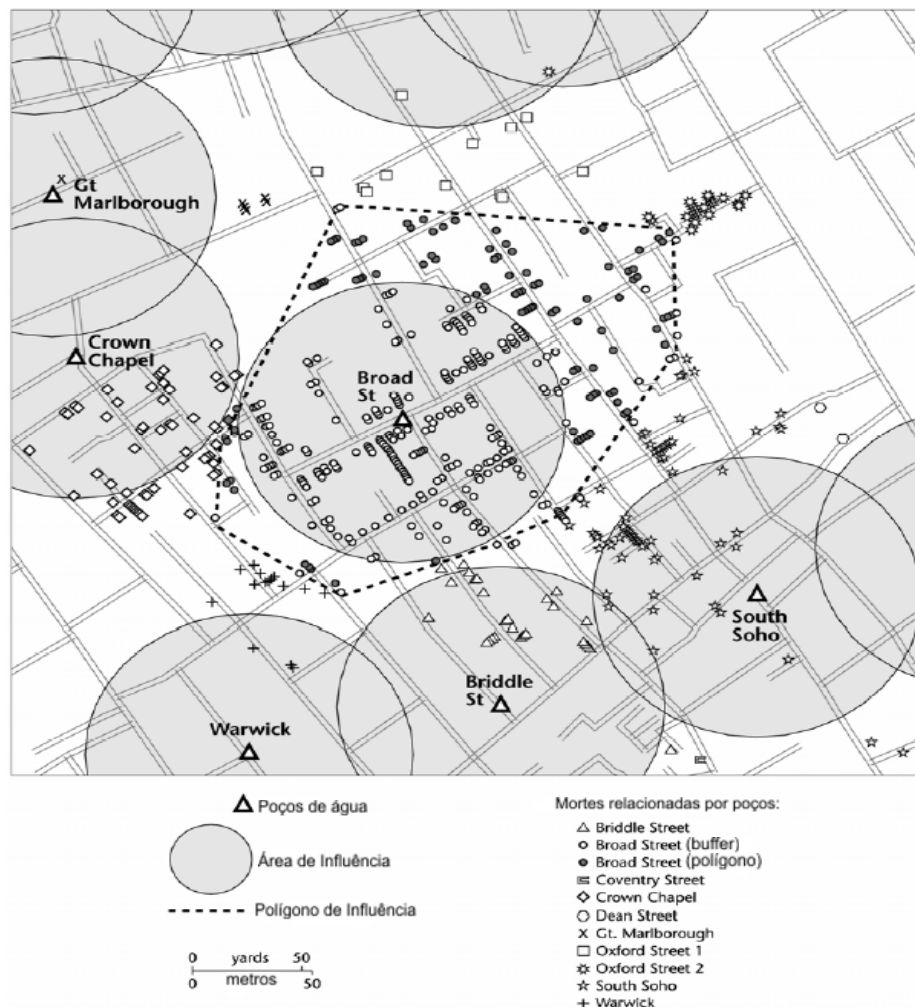 Gt
Marlborough
Crown
Chapel
Broad
St
South
Soho
Briddle
St
Warwick
Poços de água
Área de Influência
Polígono de Influência
0 yards 50
metros
0 50
Mortes relacionadas por poços:
Briddle Street
Broad Street (buffer)
Broad Street (polígono)
Coventry Street
Crown Chapel
Dean Street
Gt. Marlborough
Oxford Street 1
Oxford Street 2
South Soho
Warwick